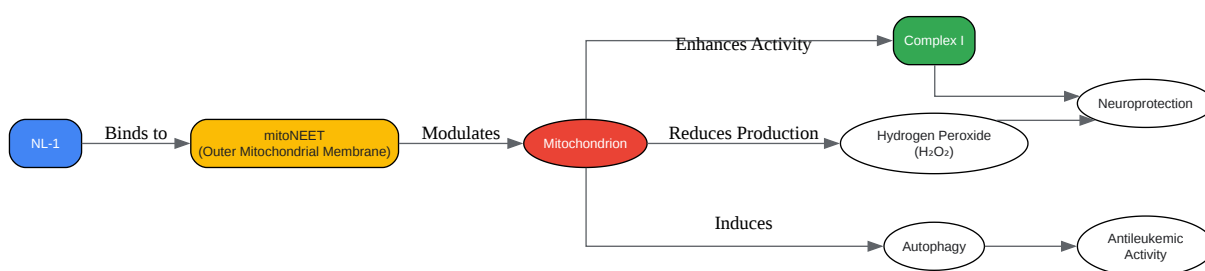 NL-1
Binds to
mitoNEET
(Outer Mitochondrial Membrane)
Modulates
Mitochondrion
Enhances Activity
Complex I
Reduces Production
Hydrogen Peroxide
(H₂O₂)
Neuroprotection
Induces
Autophagy
Antileukemic
Activity